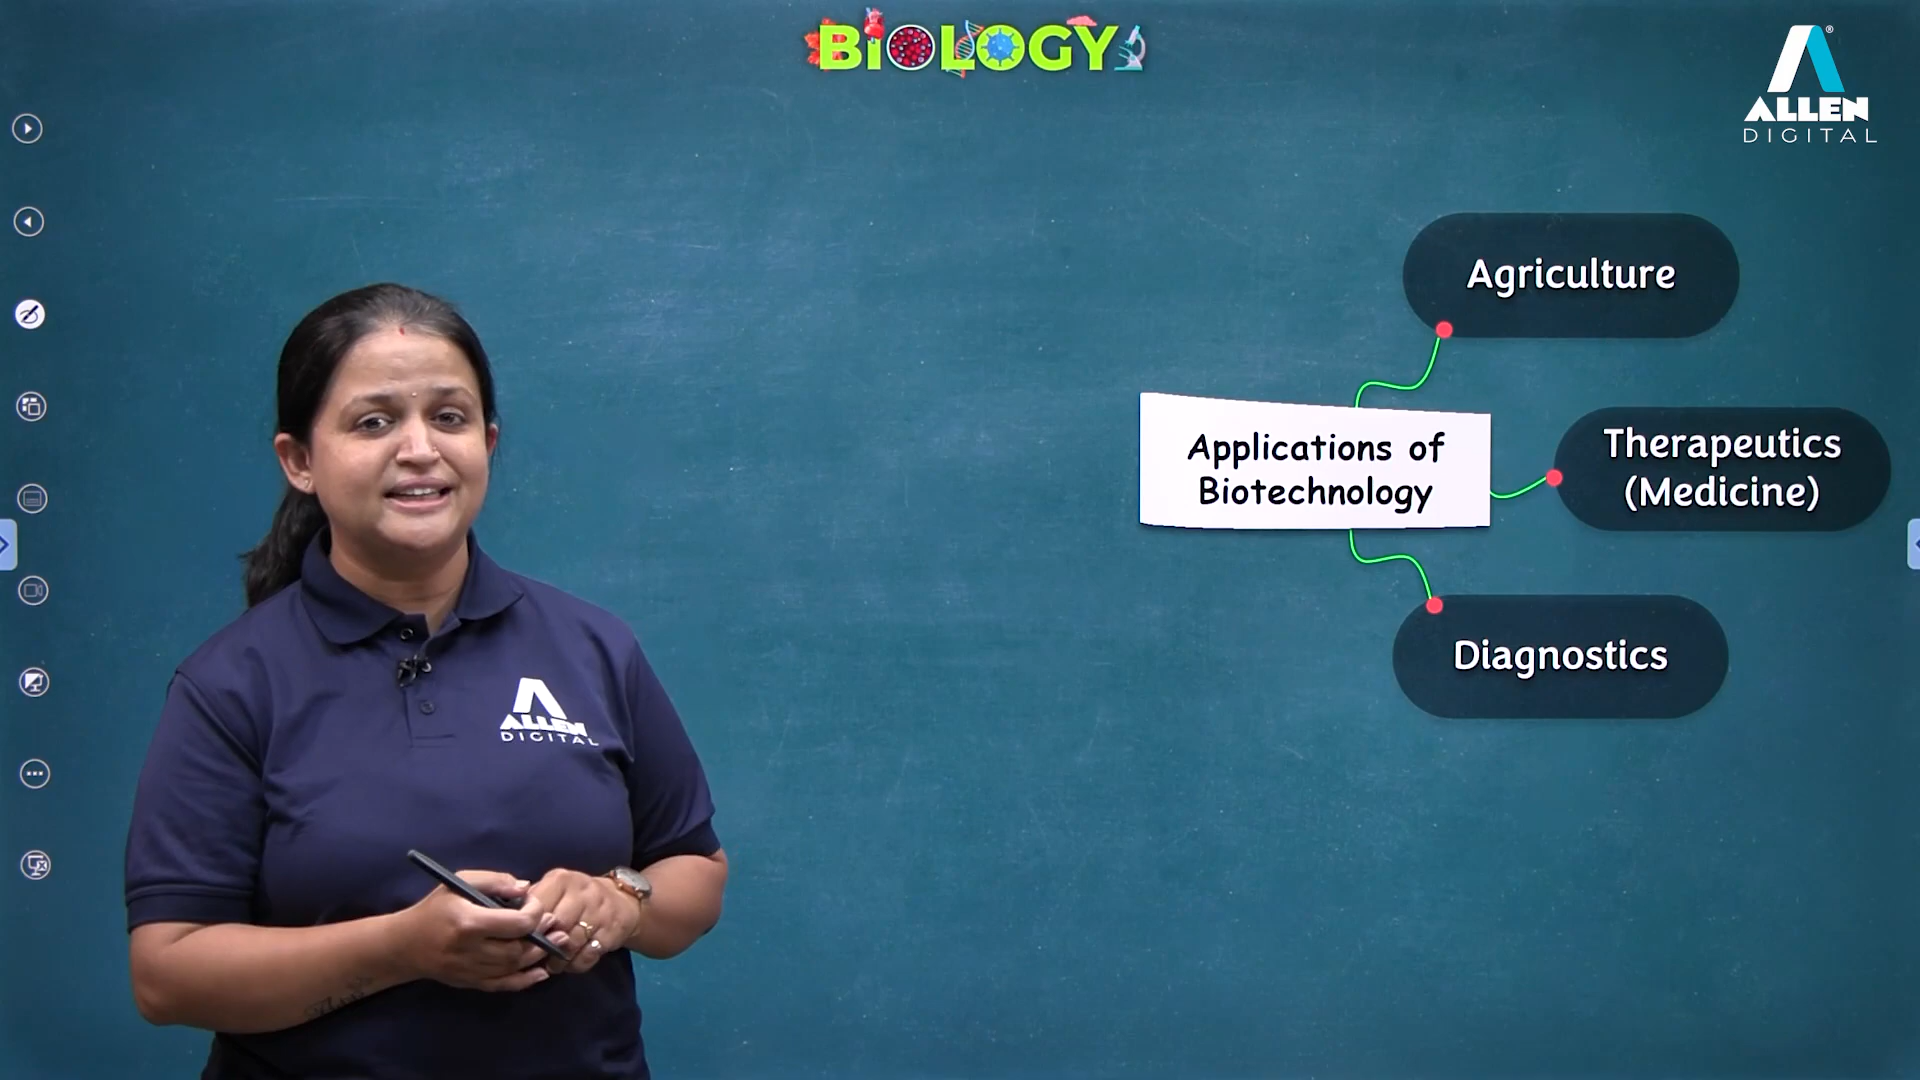 BIOLOGY
ALLEN
DIGITAL
Agriculture
Applications of
Biotechnology
Therapeutics
(Medicine)
Diagnostics
ALLEN
DIGITAL